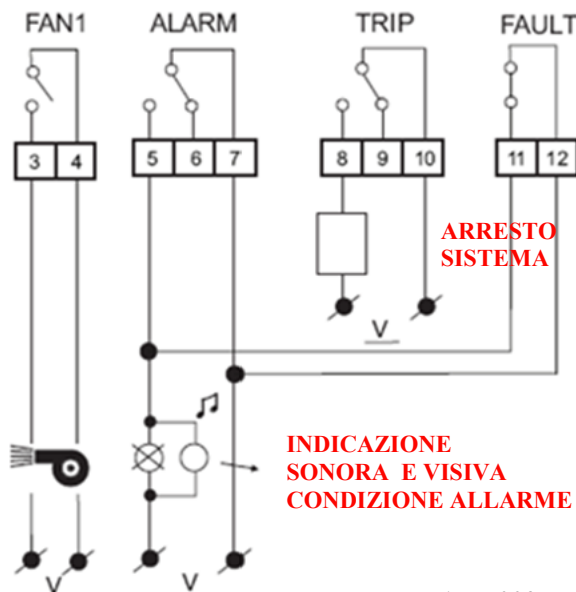 FAN1 ALARM TRIP FAULT
3 4 5 6 7 8 9 10 11 12
ARRESTO
SISTEMA
V
INDICAZIONE
SONORA E VISIVA
CONDIZIONE ALLARME
V V